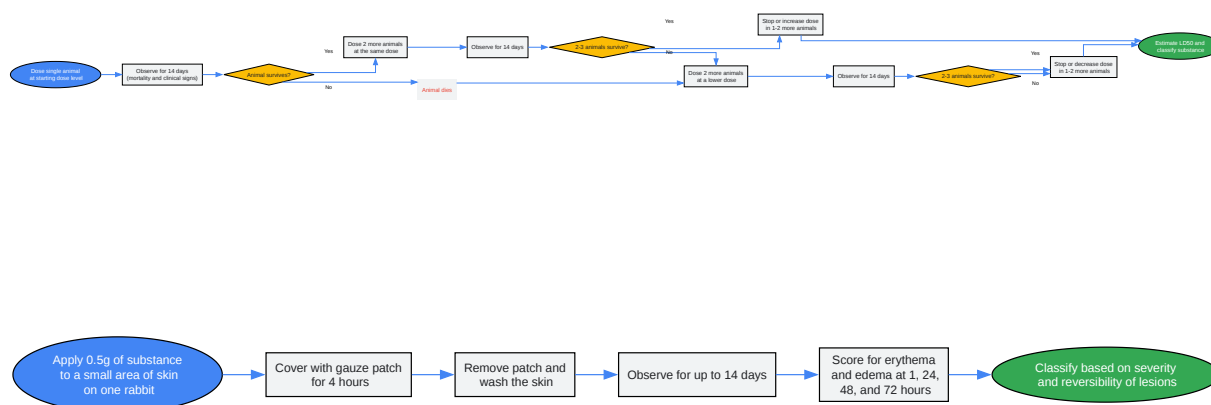 Dose single animal
at starting dose level
Observe for 14 days
(mortality and clinical signs)
Animal survives?
Yes
No
Dose 2 more animals
at the same dose
Animal dies
Observe for 14 days
2-3 animals survive?
Yes
No
Stop or increase dose
in 1-2 more animals
Dose 2 more animals
at a lower dose
Observe for 14 days
2-3 animals survive?
Yes
No
Stop or decrease dose
in 1-2 more animals
Estimate LD50 and
classify substance
Apply 0.5g of substance
to a small area of skin
on one rabbit
Cover with gauze patch
for 4 hours
Remove patch and
wash the skin
Observe for up to 14 days
Score for erythema
and edema at 1, 24,
48, and 72 hours
Classify based on severity
and reversibility of lesions